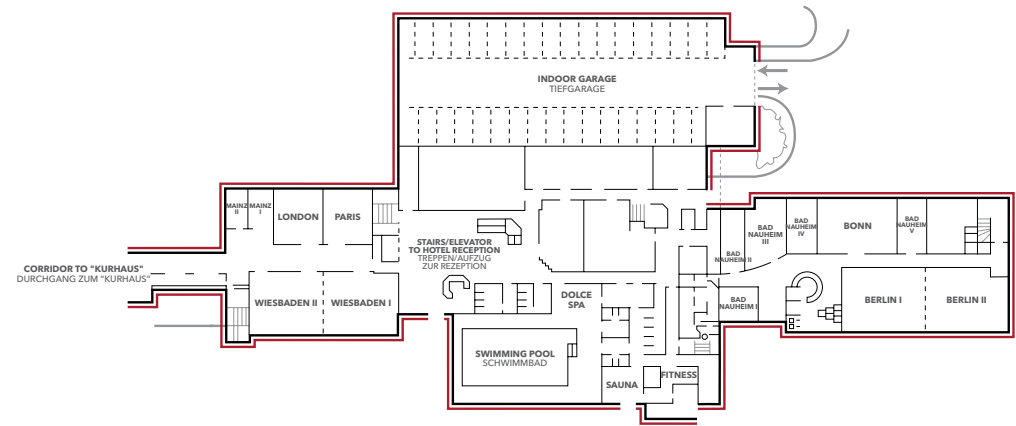 INDOOR GARAGE
TIEFGARAGE
MAINZ
II
MAINZ
I
LONDON
PARIS
STAIRS/ELEVATOR
TO HOTEL RECEPTION
TREPPEN/AUFZUG
ZUR REZEPTION
CORRIDOR TO "KURHAUS"
DURCHGANG ZUM "KURHAUS"
WIESBADEN II
WIESBADEN I
DOLCE
SPA
SWIMMING POOL
SCHWIMMBAD
SAUNA
FITNESS
BAD
NAUHEIM I
BAD
NAUHEIM II
BAD
NAUHEIM
III
BAD
NAUHEIM
IV
BONN
BAD
NAUHEIM
V
BERLIN I
BERLIN II